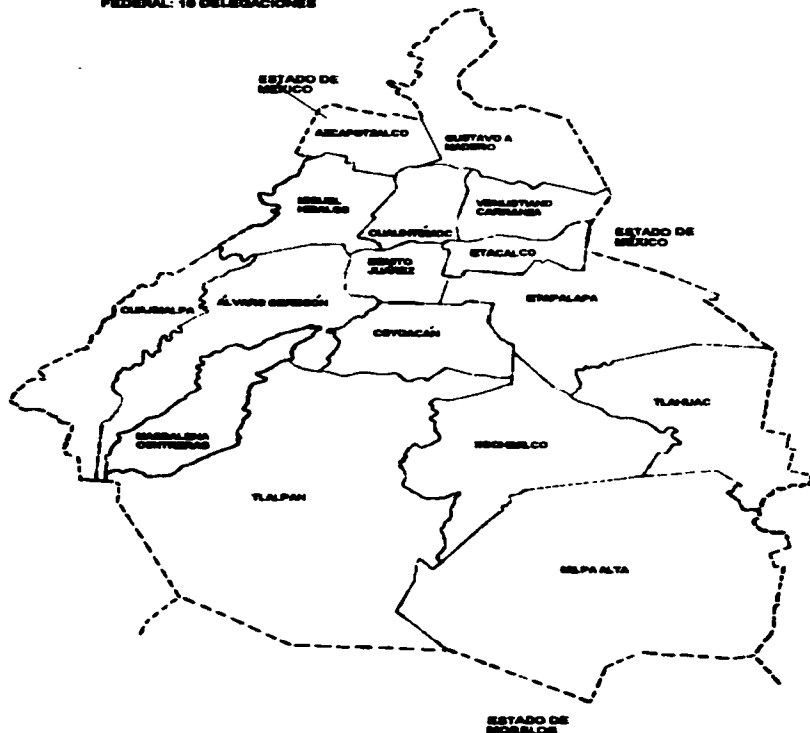 FEDERAL: 16 DELEGACIONES
ESTADO DE
MÉXICO
AZCAPOTZALCO
GUSTAVO A
MADERO
MIGUEL
HIDALGO
VENUSTIANO
CARRANZA
CUAUHTÉMOC
ESTADO DE
MÉXICO
IZTACALCO
BENITO
JUÁREZ
CUAJIMALPA
ÁLVARO OBREGÓN
IZTAPALAPA
COYOACÁN
TLAHUAC
MAGDALENA
CONTRERAS
XOCHIMILCO
TLALPAN
MILPA ALTA
ESTADO DE
MORELOS